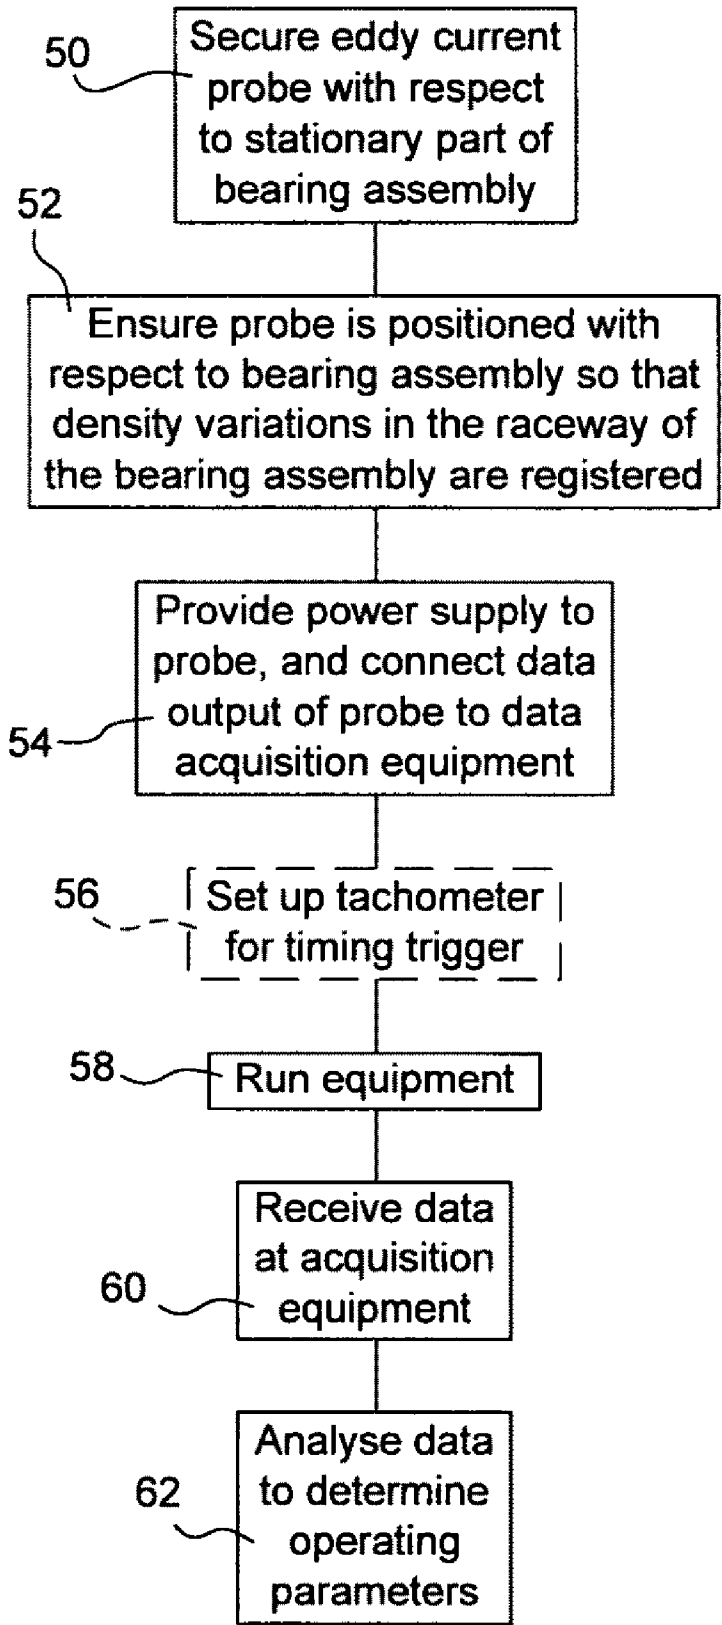 50
Secure eddy current
probe with respect
to stationary part of
bearing assembly
52
Ensure probe is positioned with
respect to bearing assembly so that
density variations in the raceway of
the bearing assembly are registered
54
Provide power supply to
probe, and connect data
output of probe to data
acquisition equipment
56
Set up tachometer
for timing trigger
58
Run equipment
60
Receive data
at acquisition
equipment
62
Analyse data
to determine
operating
parameters